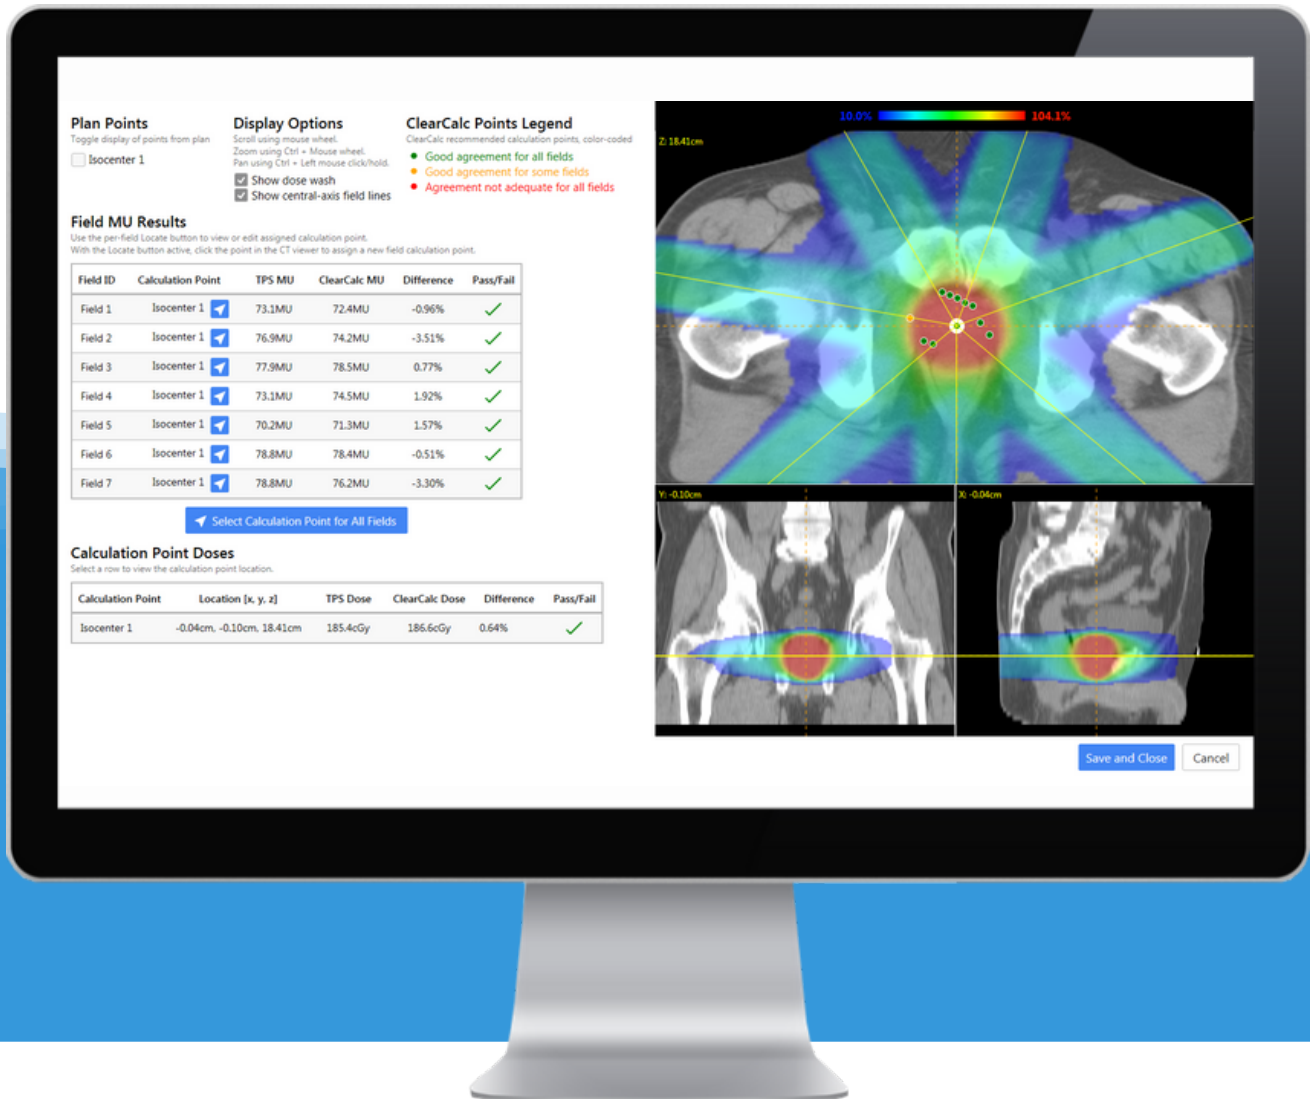 Plan Points
Toggle display of points from plan
Isocenter 1
Display Options
Scroll using mouse wheel.
Zoom using Ctrl + Mouse wheel.
Pan using Ctrl + Left mouse click/hold.
Show dose wash
Show central-axis field lines
ClearCalc Points Legend
ClearCalc recommended calculation points, color-coded
Good agreement for all fields
Good agreement for some fields
Agreement not adequate for all fields
Field MU Results
Use the per-field Locate button to view or edit assigned calculation point.
With the Locate button active, click the point in the CT viewer to assign a new field calculation point.
Field ID Calculation Point TPS MU ClearCalc MU Difference Pass/Fail
Field 1 Isocenter 1 73.1MU 72.4MU -0.96%
Field 2 Isocenter 1 76.9MU 74.2MU -3.51%
Field 3 Isocenter 1 77.9MU 78.5MU 0.77%
Field 4 Isocenter 1 73.1MU 74.5MU 1.92%
Field 5 Isocenter 1 70.2MU 71.3MU 1.57%
Field 6 Isocenter 1 78.8MU 78.4MU -0.51%
Field 7 Isocenter 1 78.8MU 76.2MU -3.30%
Select Calculation Point for All Fields
Calculation Point Doses
Select a row to view the calculation point location.
Calculation Point Location [x, y, z] TPS Dose ClearCalc Dose Difference Pass/Fail
Isocenter 1 -0.04cm, -0.10cm, 18.41cm 185.4cGy 186.6cGy 0.64%
10.0% 104.1%
Z: 18.41cm
Y: -0.10cm
X: -0.04cm
Save and Close
Cancel